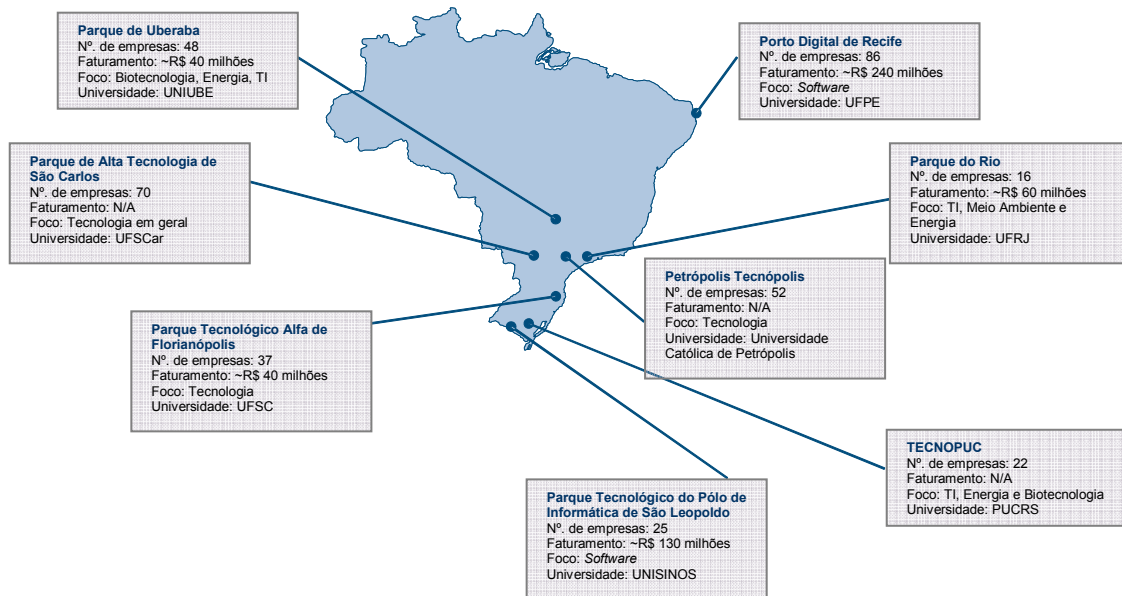 Parque de Uberaba
Nº. de empresas: 48
Faturamento: ~R$ 40 milhões
Foco: Biotecnologia, Energia, TI
Universidade: UNIUBE
Porto Digital de Recife
Nº. de empresas: 86
Faturamento: ~R$ 240 milhões
Foco: Software
Universidade: UFPE
Parque de Alta Tecnologia de
São Carlos
Nº. de empresas: 70
Faturamento: N/A
Foco: Tecnologia em geral
Universidade: UFSCar
Parque do Rio
Nº. de empresas: 16
Faturamento: ~R$ 60 milhões
Foco: TI, Meio Ambiente e
Energia
Universidade: UFRJ
Petrópolis Tecnópolis
Nº. de empresas: 52
Faturamento: N/A
Foco: Tecnologia
Universidade: Universidade
Católica de Petrópolis
Parque Tecnológico Alfa de
Florianópolis
Nº. de empresas: 37
Faturamento: ~R$ 40 milhões
Foco: Tecnologia
Universidade: UFSC
TECNOPUC
Nº. de empresas: 22
Faturamento: N/A
Foco: TI, Energia e Biotecnologia
Universidade: PUCRS
Parque Tecnológico do Pólo de
Informática de São Leopoldo
Nº. de empresas: 25
Faturamento: ~R$ 130 milhões
Foco: Software
Universidade: UNISINOS